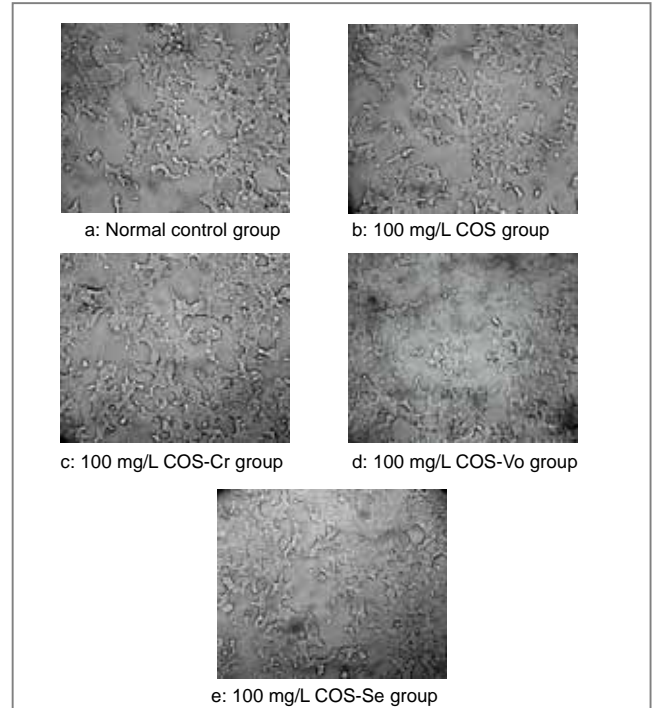 a: Normal control group
b: 100 mg/L COS group
c: 100 mg/L COS-Cr group
d: 100 mg/L COS-Vo group
e: 100 mg/L COS-Se group